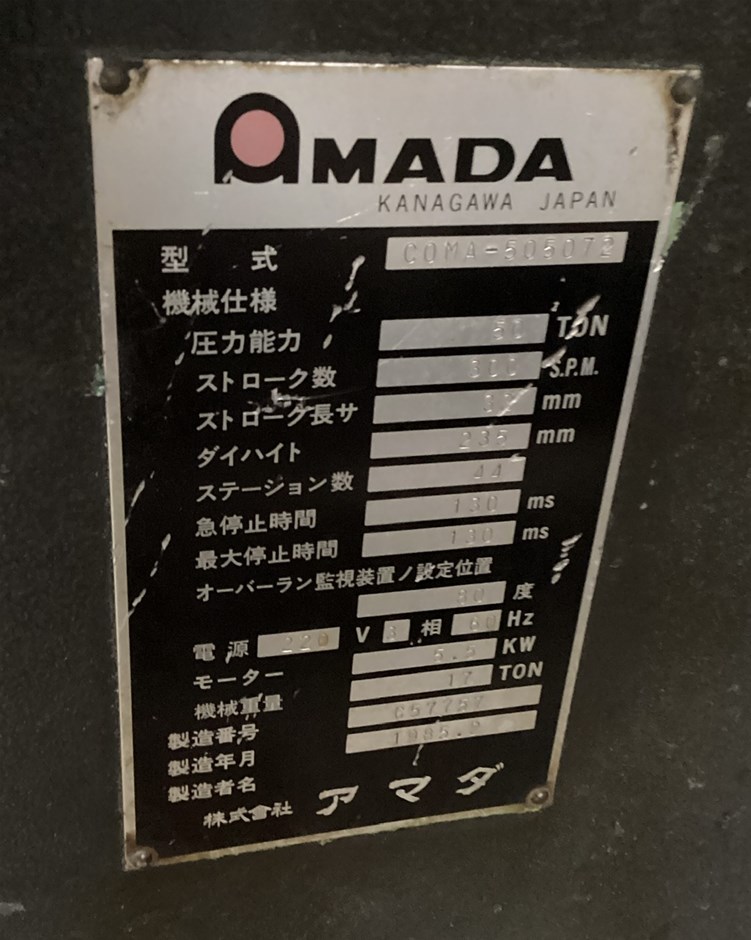 AMADA
KANAGAWA JAPAN
型式 COMA-505072
機械仕様
圧力能力 50 TON
ストローク数 300 S.P.M.
ストローク長サ mm
ダイハイト 235 mm
ステーション数 44
急停止時間 130 ms
最大停止時間 130 ms
オーバーラン監視装置ノ設定位置
度
電源 220 V 3 相 60 Hz
モーター 5.5 KW
機械重量 17 TON
製造番号 C57757
製造年月 1985.9
製造者名
株式會社 アマダ